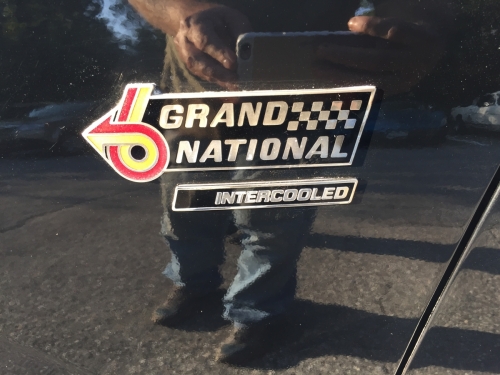 GRAND
NATIONAL
INTERCOOLED